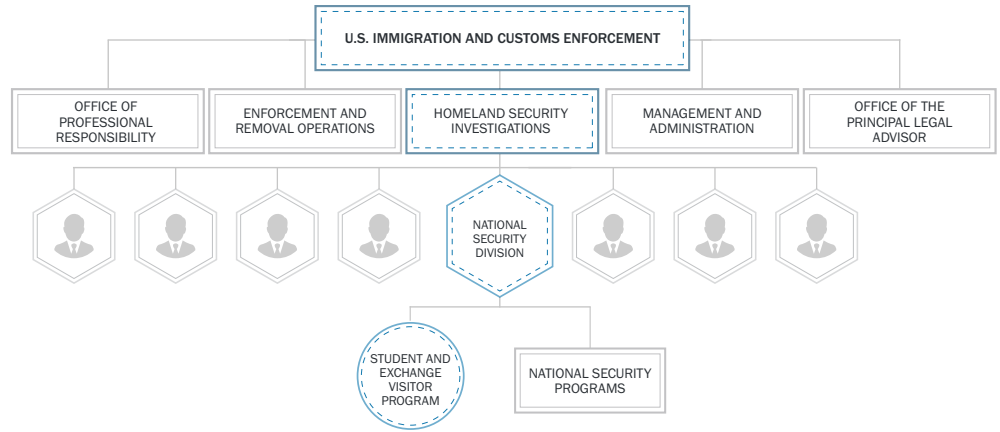 U.S. IMMIGRATION AND CUSTOMS ENFORCEMENT
OFFICE OF
PROFESSIONAL
RESPONSIBILITY
ENFORCEMENT AND
REMOVAL OPERATIONS
HOMELAND SECURITY
INVESTIGATIONS
MANAGEMENT AND
ADMINISTRATION
OFFICE OF THE
PRINCIPAL LEGAL
ADVISOR
NATIONAL
SECURITY
DIVISION
STUDENT AND
EXCHANGE
VISITOR
PROGRAM
NATIONAL SECURITY
PROGRAMS